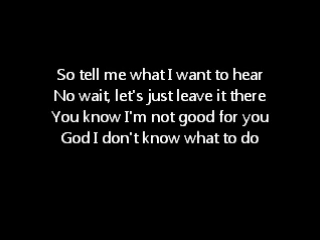 So tell me what I want to hear
No wait, let's just leave it there
You know I'm not good for you
God I don't know what to do